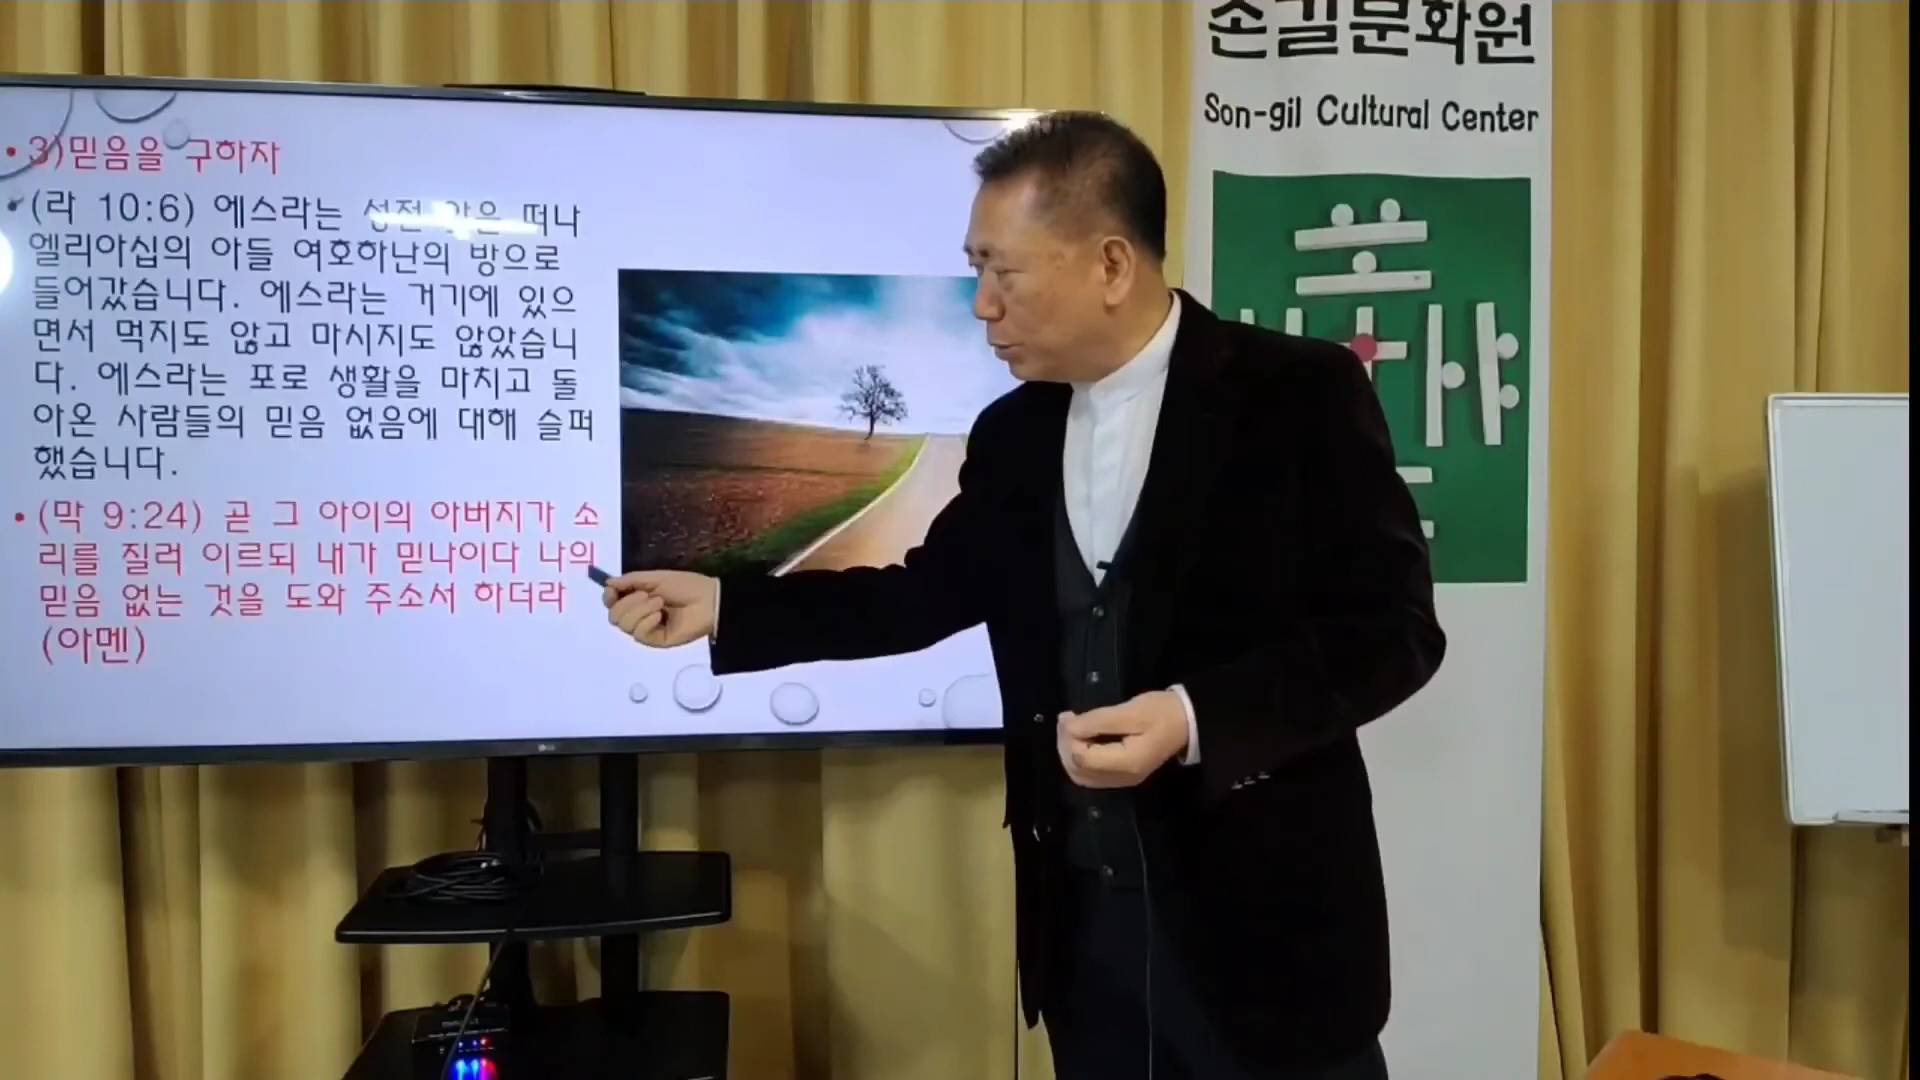 • 3)믿음을 구하자
• (라 10:6) 에스라는 성전 앞을 떠나
엘리아십의 아들 여호하난의 방으로
들어갔습니다. 에스라는 거기에 있으
면서 먹지도 않고 마시지도 않았습니
다. 에스라는 포로 생활을 마치고 돌
아온 사람들의 믿음 없음에 대해 슬퍼
했습니다.
• (막 9:24) 곧 그 아이의 아버지가 소
리를 질러 이르되 내가 믿나이다 나의
믿음 없는 것을 도와 주소서 하더라
(아멘)
LG
손길문화원
Son-gil Cultural Center